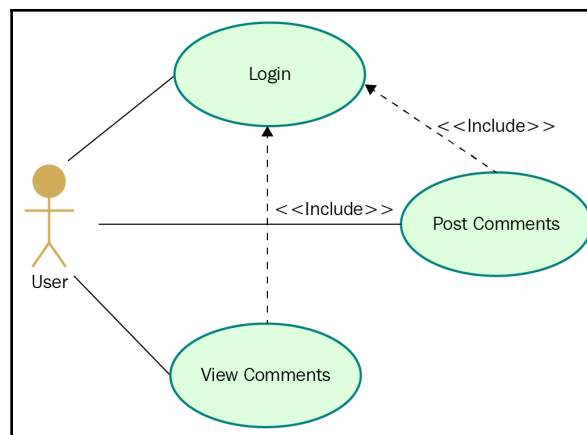 Login
<<Include>>
<<Include>>
Post Comments
User
View Comments